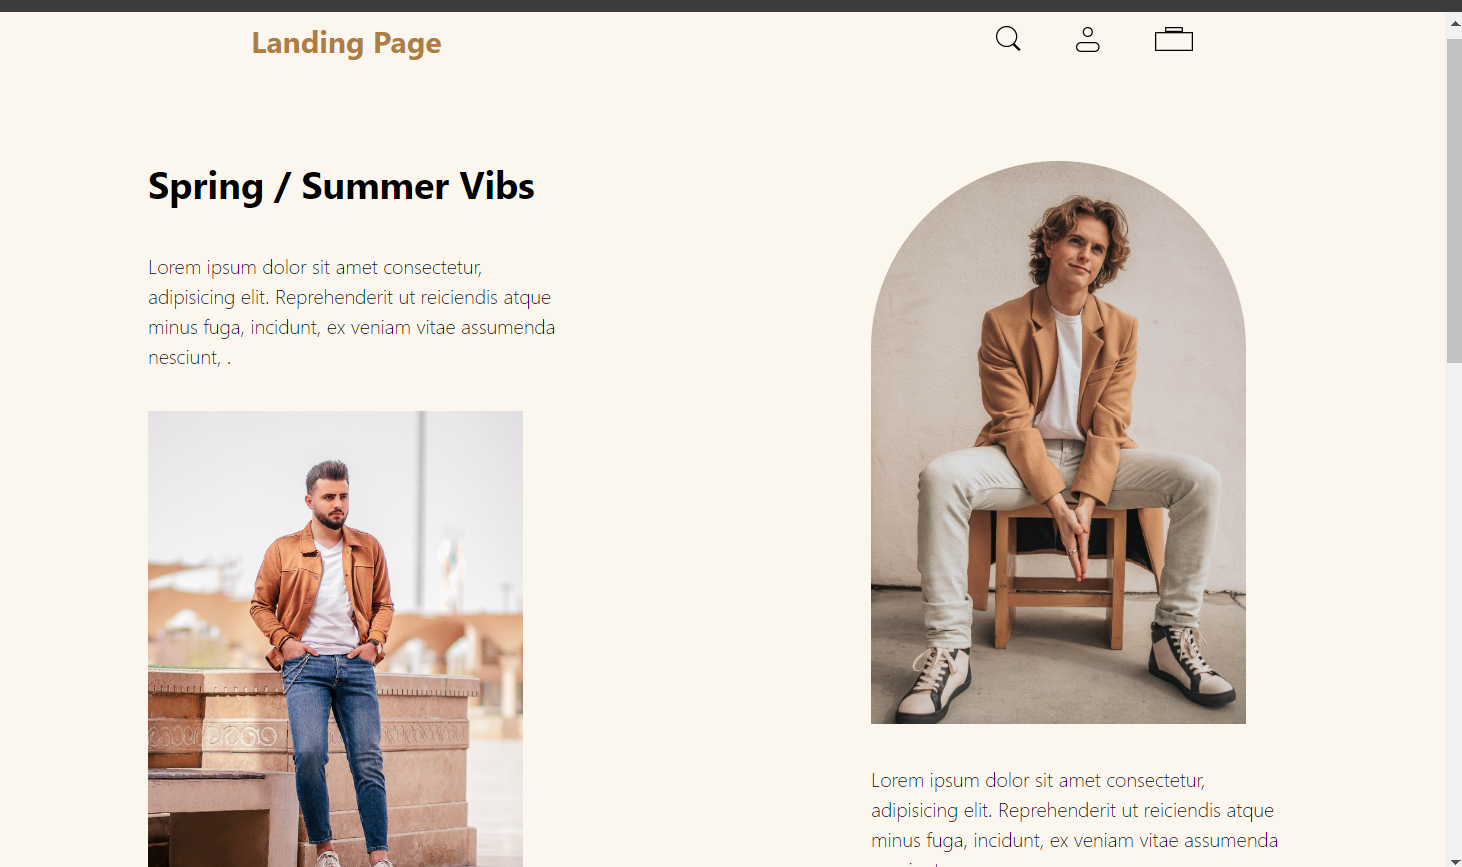 Landing Page
Spring / Summer Vibs
Lorem ipsum dolor sit amet consectetur,
adipisicing elit. Reprehenderit ut reiciendis atque
minus fuga, incidunt, ex veniam vitae assumenda
nesciunt, .
Lorem ipsum dolor sit amet consectetur,
adipisicing elit. Reprehenderit ut reiciendis atque
minus fuga, incidunt, ex veniam vitae assumenda